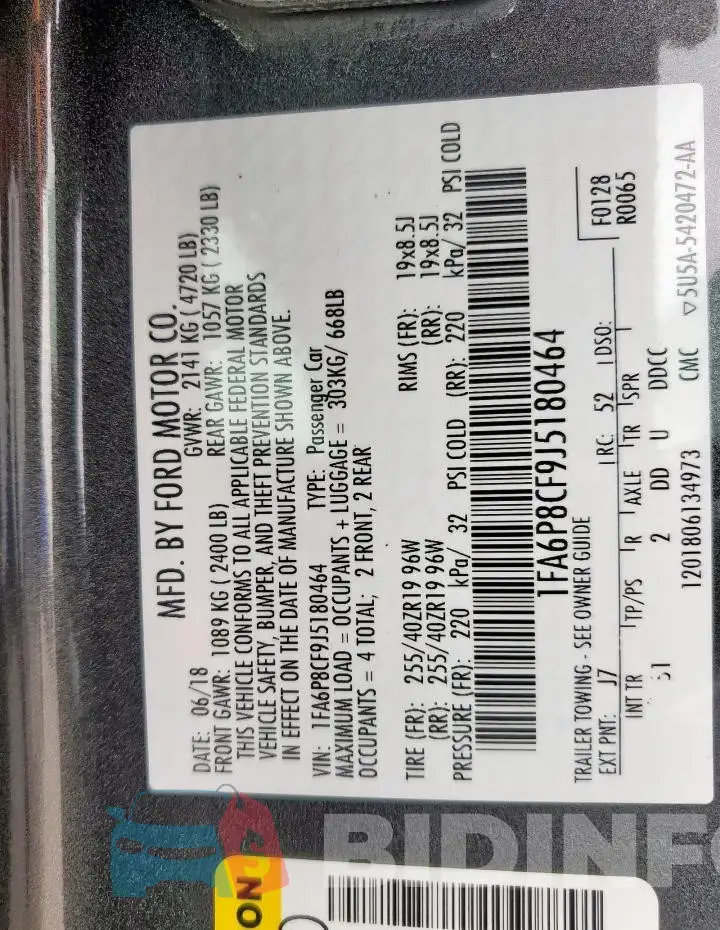 MFD. BY FORD MOTOR CO.
DATE: 06/18 GVWR: 2141 KG ( 4720 LB)
FRONT GAWR: 1089 KG ( 2400 LB) REAR GAWR: 1057 KG ( 2330 LB)
THIS VEHICLE CONFORMS TO ALL APPLICABLE FEDERAL MOTOR
VEHICLE SAFETY, BUMPER, AND THEFT PREVENTION STANDARDS
IN EFFECT ON THE DATE OF MANUFACTURE SHOWN ABOVE.
VIN: 1FA6P8CF9J5180464 TYPE: Passenger Car
MAXIMUM LOAD = OCCUPANTS + LUGGAGE = 303KG/ 668LB
OCCUPANTS = 4 TOTAL; 2 FRONT, 2 REAR
TIRE (FR): 255/40ZR19 96W RIMS (FR): 19x8.5J
(RR): 255/40ZR19 96W (RR): 19x8.5J
PRESSURE (FR): 220 kPa/ 32 PSI COLD (RR): 220 kPa/ 32 PSI COLD
1FA6P8CF9J5180464
TRAILER TOWING - SEE OWNER GUIDE F0128
EXT PNT: J7 RC: 52 DSO: R0065
INT TR TP/PS R AXLE TR SPR
2 DD U DDCC
1201806134973 CMC ▽5U5A-5420472-AA
BIDINFO
ON